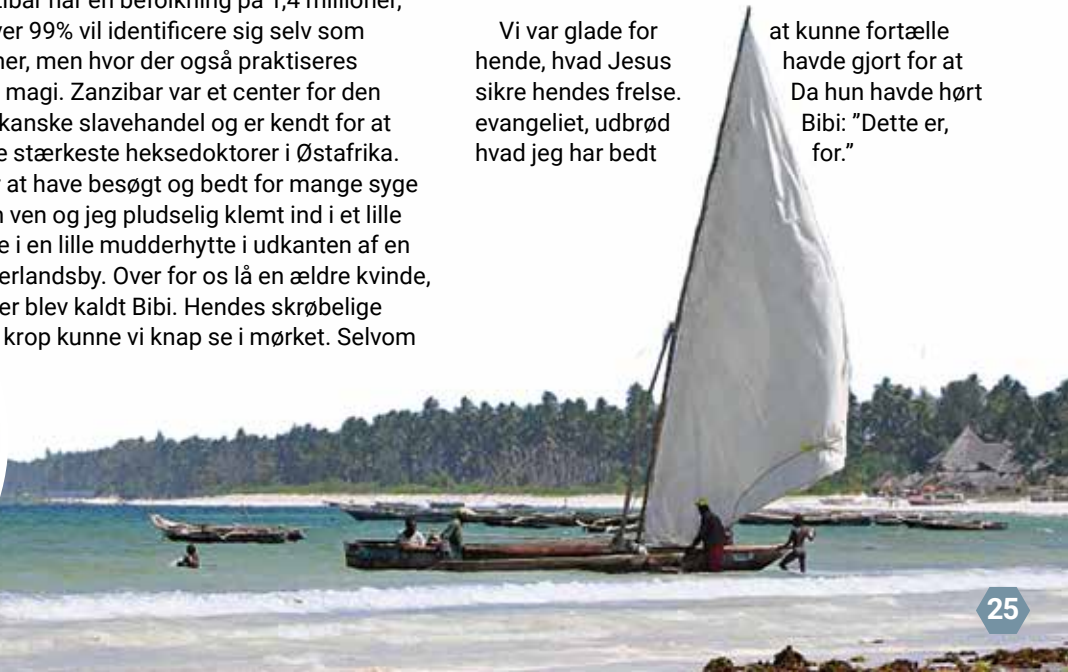 zibar har en befolkning på 1,4 millioner,
ver 99% vil identificere sig selv som
ner, men hvor der også praktiseres
magi. Zanzibar var et center for den
kanske slavehandel og er kendt for at
e stærkeste heksedoktorer i Østafrika.
r at have besøgt og bedt for mange syge
n ven og jeg pludselig klemt ind i et lille
e i en lille mudderhytte i udkanten af en
erlandsby. Over for os lå en ældre kvinde,
er blev kaldt Bibi. Hendes skrøbelige
krop kunne vi knap se i mørket. Selvom
Vi var glade for at kunne fortælle
hende, hvad Jesus havde gjort for at
sikre hendes frelse. Da hun havde hørt
evangeliet, udbrød Bibi: ”Dette er,
hvad jeg har bedt for.”
25